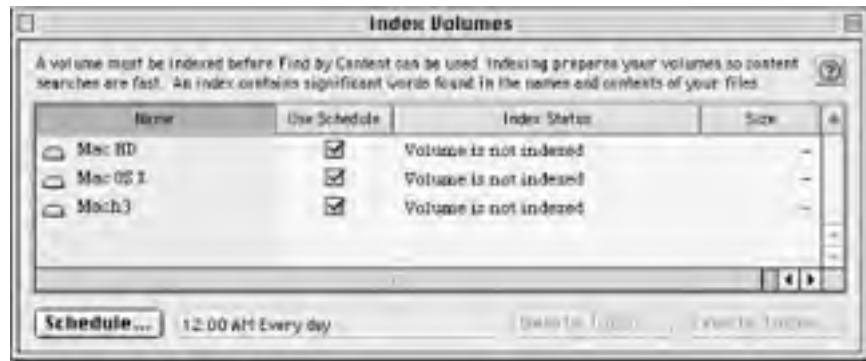 Index Volumes
A volume must be indexed before Find by Content can be used. Indexing prepares your volumes so content
searches are fast. An index contains significant words found in the names and contents of your files.
Name Use Schedule Index Status Size
Mac HD Volume is not indexed -
Mac OS X Volume is not indexed -
Mach3 Volume is not indexed -
Schedule... 12:00 AM Every day